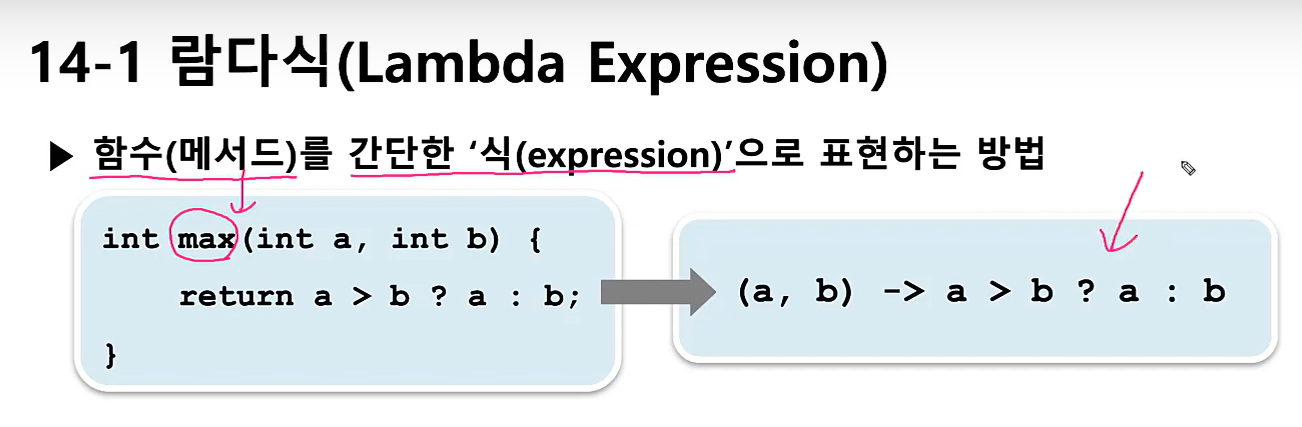 14-1 람다식(Lambda Expression)
▶ 함수(메서드)를 간단한 ‘식(expression)’으로 표현하는 방법
int max(int a, int b) {
return a > b ? a : b;
}
(a, b) -> a > b ? a : b